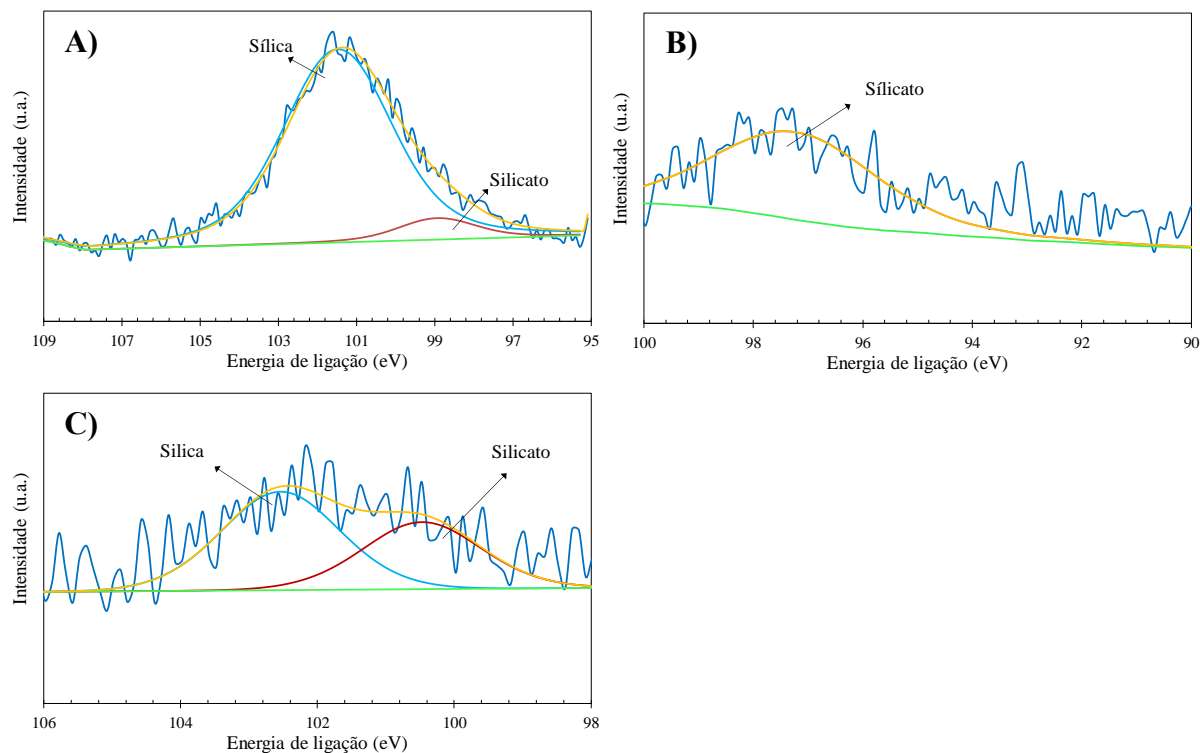 A)
Sílica
Silicato
Intensidade (u.a.)
109 107 105 103 101 99 97 95
Energia de ligação (eV)
B)
Sílicato
Intensidade (u.a.)
100 98 96 94 92 90
Energia de ligação (eV)
C)
Silica
Silicato
Intensidade (u.a.)
106 104 102 100 98
Energia de ligação (eV)